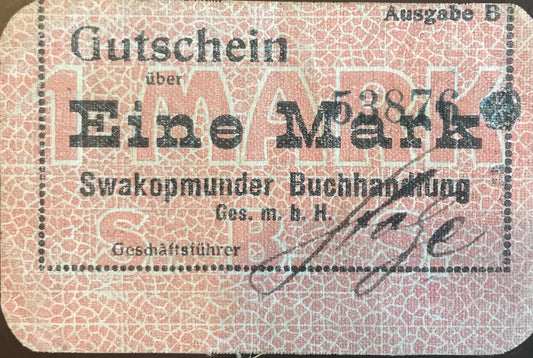 Ausgabe B
Gutschein
über
1 MARK
53876
Eine Mark
Swakopmunder Buchhandlung
Ges. m. b. H.
S. B. G.
Geschäftsführer